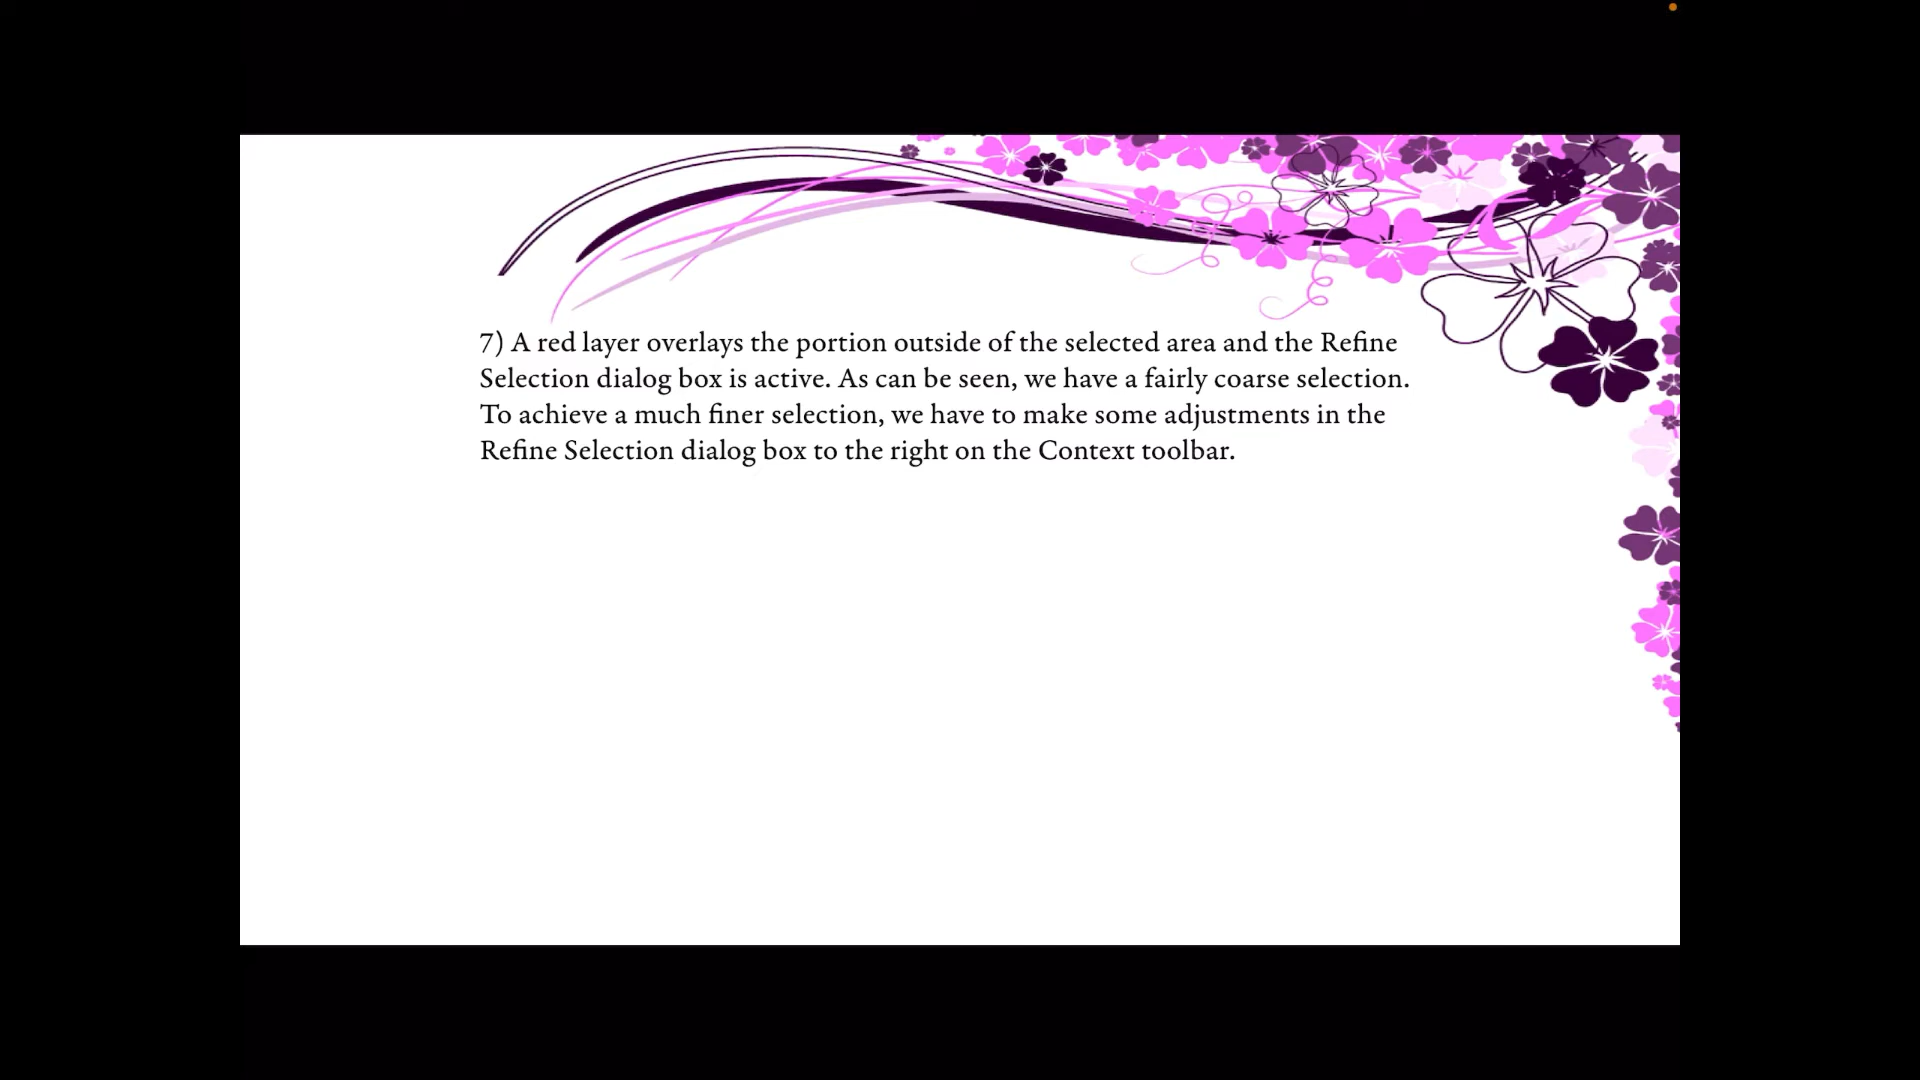 7) A red layer overlays the portion outside of the selected area and the Refine
Selection dialog box is active. As can be seen, we have a fairly coarse selection.
To achieve a much finer selection, we have to make some adjustments in the
Refine Selection dialog box to the right on the Context toolbar.